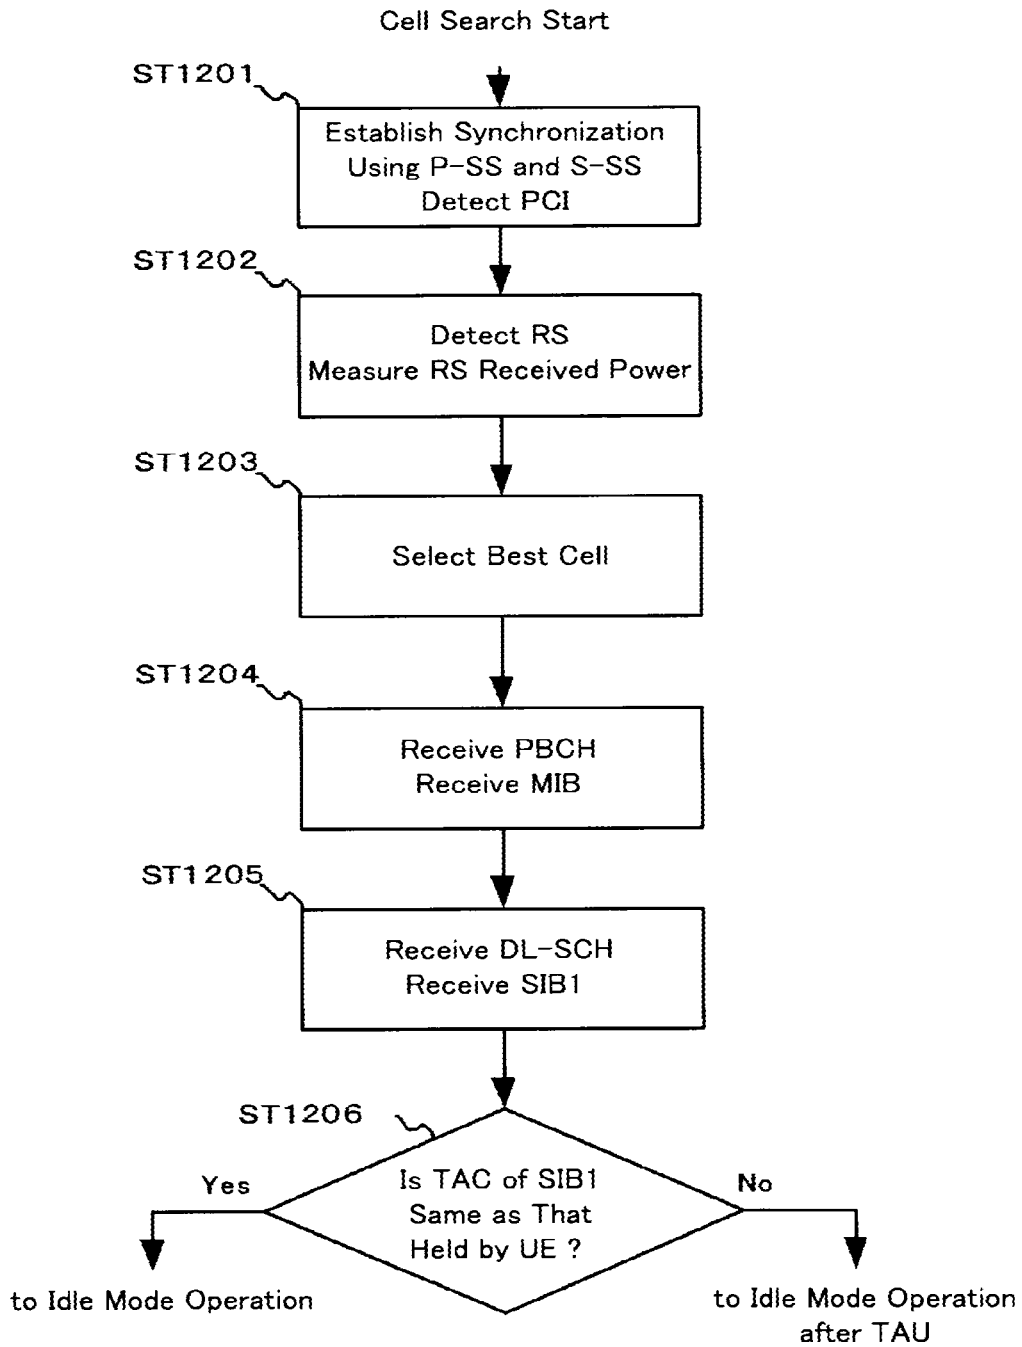 Cell Search Start
ST1201
Establish Synchronization
Using P-SS and S-SS
Detect PCI
ST1202
Detect RS
Measure RS Received Power
ST1203
Select Best Cell
ST1204
Receive PBCH
Receive MIB
ST1205
Receive DL-SCH
Receive SIB1
ST1206
Is TAC of SIB1
Same as That
Held by UE ?
Yes
No
to Idle Mode Operation
to Idle Mode Operation
after TAU